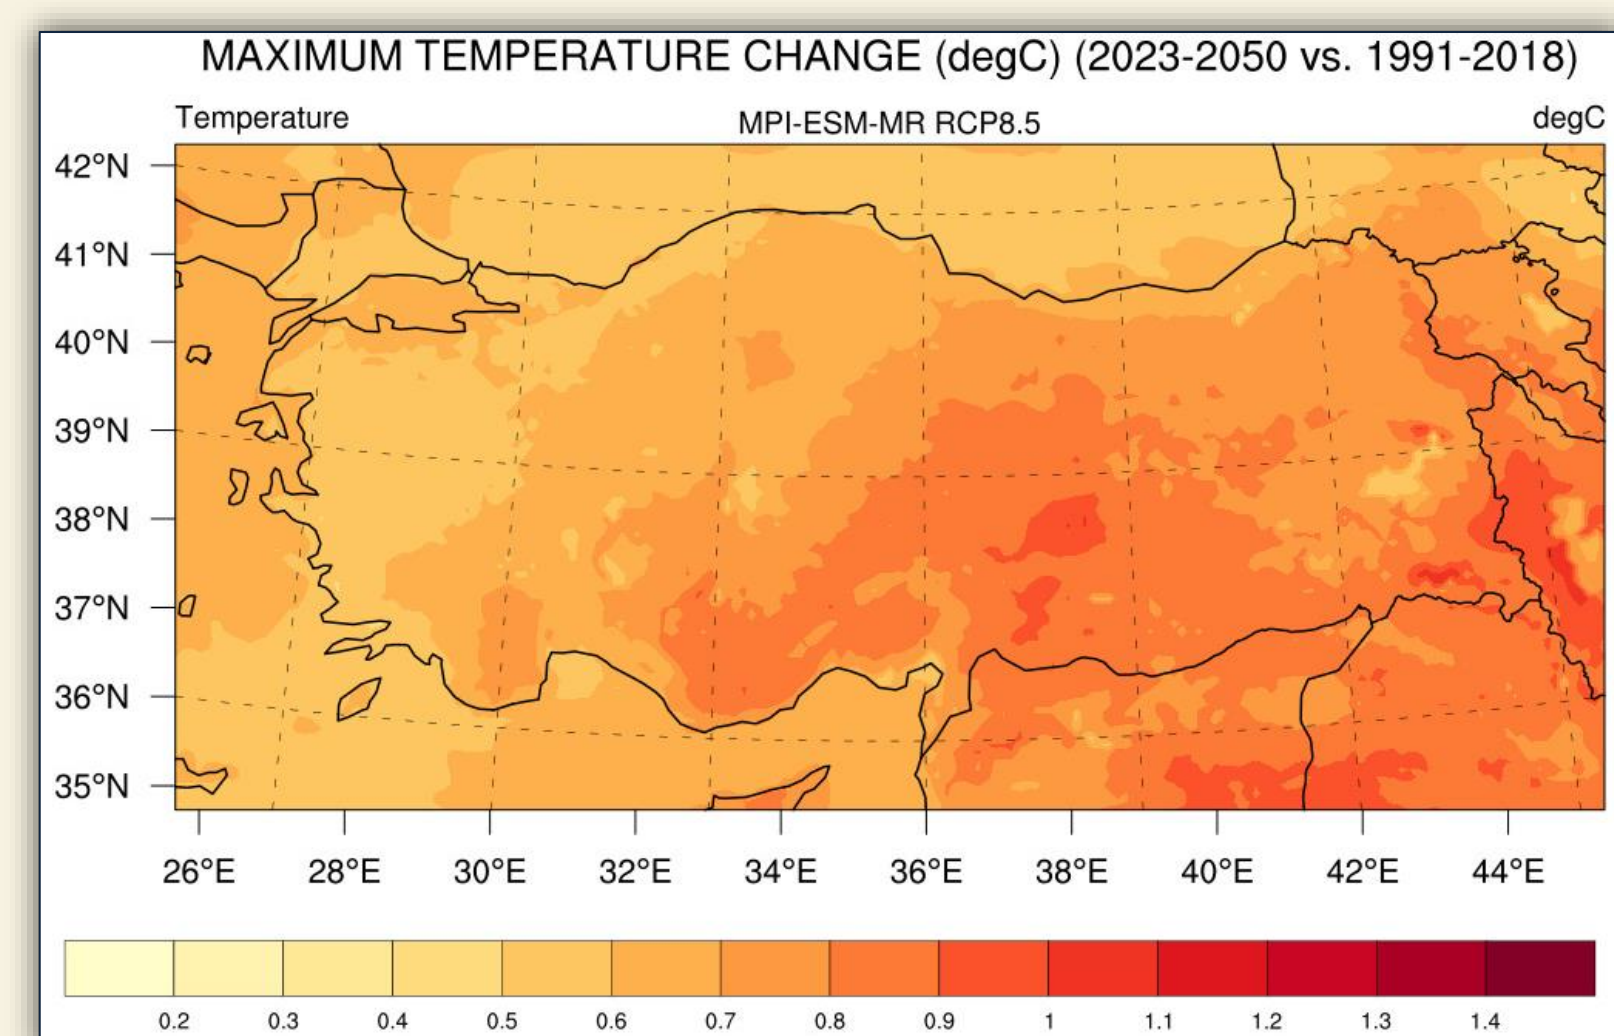 MAXIMUM TEMPERATURE CHANGE (degC) (2023-2050 vs. 1991-2018)
Temperature MPI-ESM-MR RCP8.5 degC
42°N
41°N
40°N
39°N
38°N
37°N
36°N
35°N
26°E 28°E 30°E 32°E 34°E 36°E 38°E 40°E 42°E 44°E
0.2 0.3 0.4 0.5 0.6 0.7 0.8 0.9 1 1.1 1.2 1.3 1.4